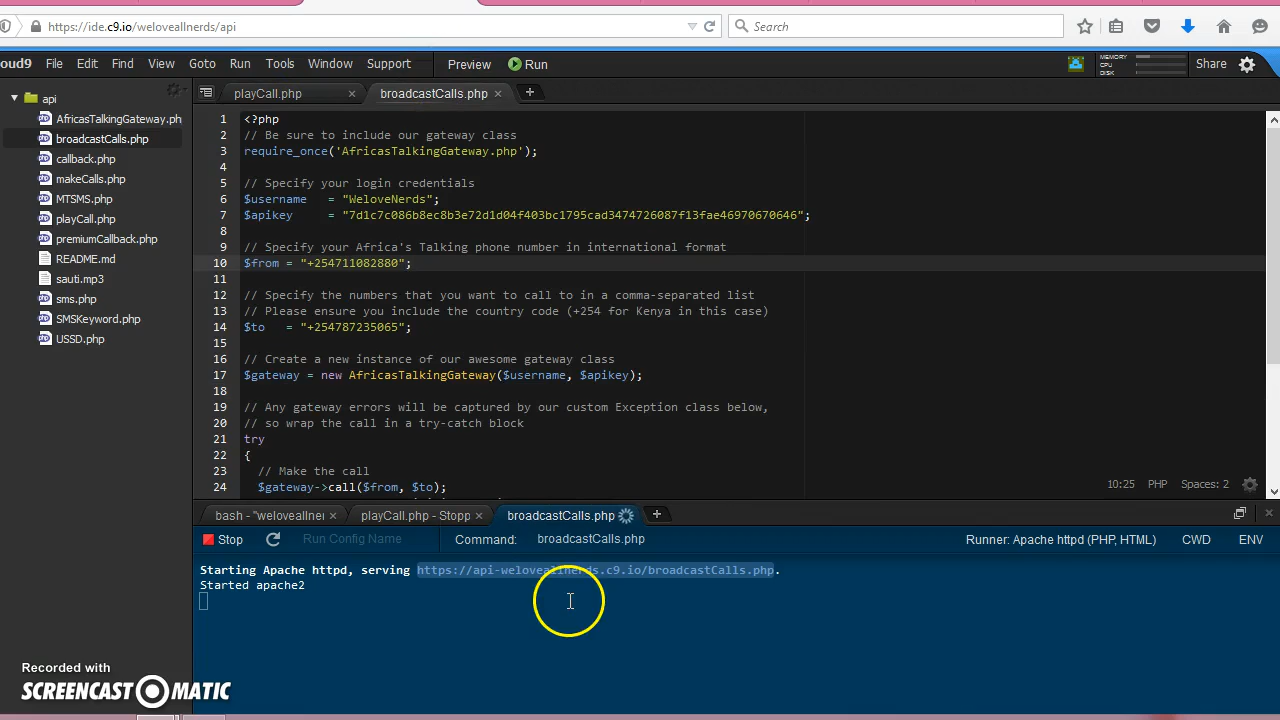 https://ide.c9.io/weloveallnerds/api
Search
oud9 File Edit Find View Goto Run Tools Window Support Preview Run MEMORY CPU DISK Share
api
AfricasTalkingGateway.ph
broadcastCalls.php
callback.php
makeCalls.php
MTSMS.php
playCall.php
premiumCallback.php
README.md
sauti.mp3
sms.php
SMSKeyword.php
USSD.php
playCall.php × broadcastCalls.php × +
1 <?php
2 // Be sure to include our gateway class
3 require_once('AfricasTalkingGateway.php');
4
5 // Specify your login credentials
6 $username = "WeloveNerds";
7 $apikey = "7d1c7c086b8ec8b3e72d1d04f403bc1795cad3474726087f13fae46970670646";
8
9 // Specify your Africa's Talking phone number in international format
10 $from = "+254711082880";
11
12 // Specify the numbers that you want to call to in a comma-separated list
13 // Please ensure you include the country code (+254 for Kenya in this case)
14 $to = "+254787235065";
15
16 // Create a new instance of our awesome gateway class
17 $gateway = new AfricasTalkingGateway($username, $apikey);
18
19 // Any gateway errors will be captured by our custom Exception class below,
20 // so wrap the call in a try-catch block
21 try
22 {
23 // Make the call
24 $gateway->call($from, $to);
10:25 PHP Spaces: 2
bash - "weloveallnei × playCall.php - Stopp × broadcastCalls.php +
Stop Run Config Name Command: broadcastCalls.php Runner: Apache httpd (PHP, HTML) CWD ENV
Starting Apache httpd, serving https://api-weloveallnerds.c9.io/broadcastCalls.php.
Started apache2
Recorded with
SCREENCAST O MATIC